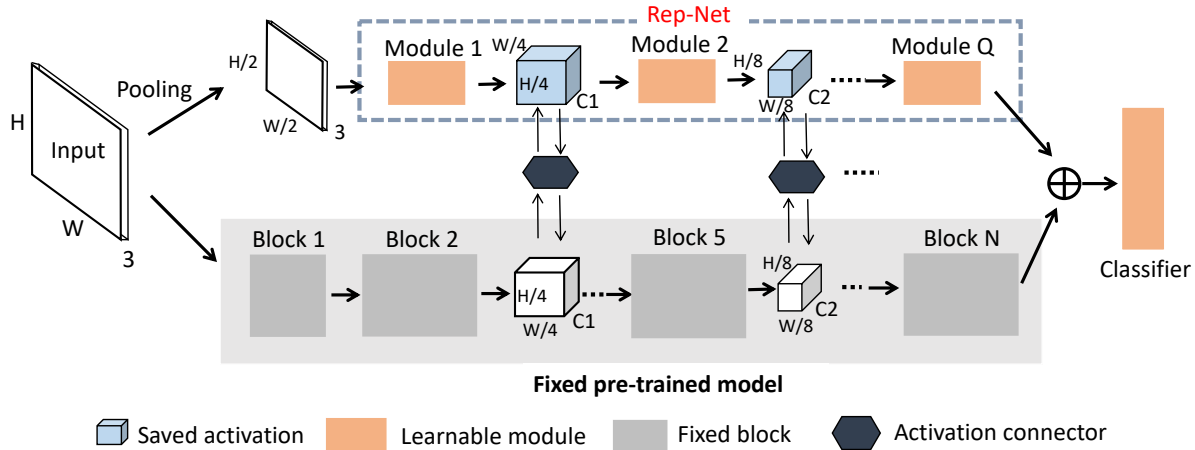 Rep-Net
Module 1
W/4
H/4
C1
Module 2
H/8
W/8
C2
Module Q
Pooling
H/2
W/2
3
H
Input
W
3
Block 1
Block 2
H/4
W/4
C1
Block 5
H/8
W/8
C2
Block N
Classifier
Fixed pre-trained model
Saved activation
Learnable module
Fixed block
Activation connector